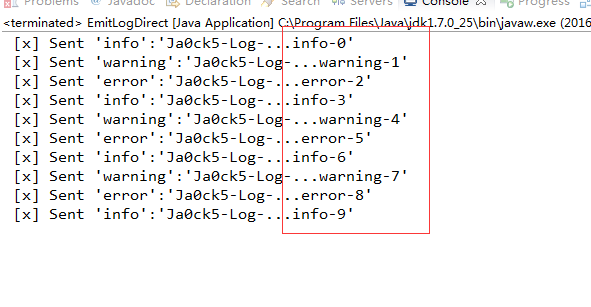 Problems Javadoc Declaration Search Servers Console Progress
<terminated> EmitLogDirect [Java Application] C:\Program Files\Java\jdk1.7.0_25\bin\javaw.exe (2016
[x] Sent 'info':'Ja0ck5-Log-...info-0'
[x] Sent 'warning':'Ja0ck5-Log-...warning-1'
[x] Sent 'error':'Ja0ck5-Log-...error-2'
[x] Sent 'info':'Ja0ck5-Log-...info-3'
[x] Sent 'warning':'Ja0ck5-Log-...warning-4'
[x] Sent 'error':'Ja0ck5-Log-...error-5'
[x] Sent 'info':'Ja0ck5-Log-...info-6'
[x] Sent 'warning':'Ja0ck5-Log-...warning-7'
[x] Sent 'error':'Ja0ck5-Log-...error-8'
[x] Sent 'info':'Ja0ck5-Log-...info-9'